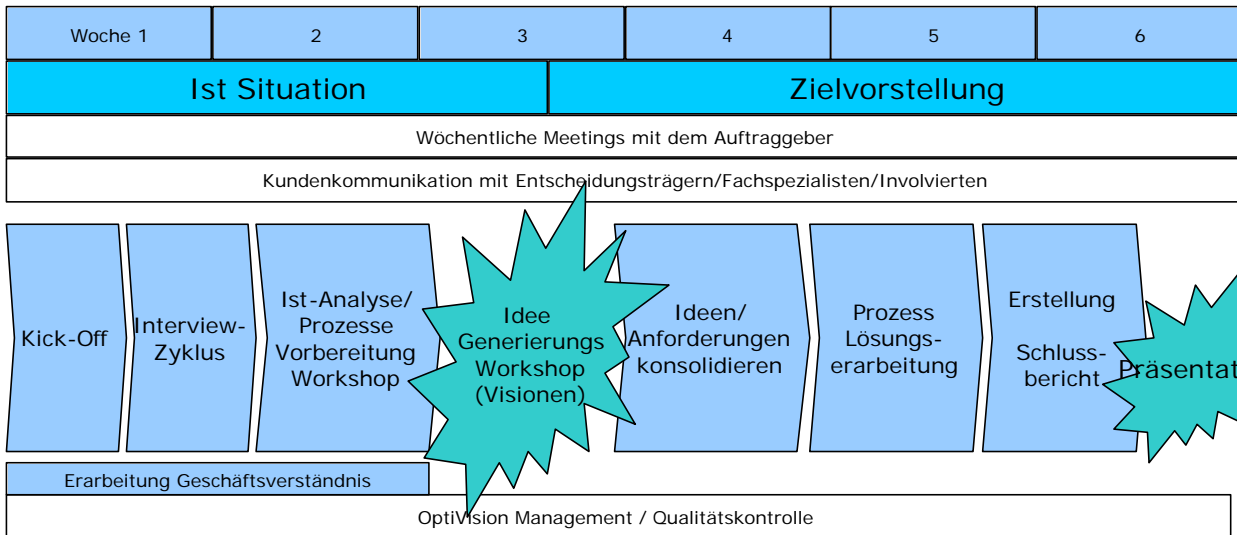 Woche 1
2
3
4
5
6
Ist Situation
Zielvorstellung
Wöchentliche Meetings mit dem Auftraggeber
Kundenkommunikation mit Entscheidungsträgern/Fachspezialisten/Involvierten
Kick-Off
Interview-
Zyklus
Ist-Analyse/
Prozesse
Vorbereitung
Workshop
Idee
Generierungs
Workshop
(Visionen)
Ideen/
Anforderungen
konsolidieren
Prozess
Lösungs-
erarbeitung
Erstellung
Schluss-
bericht
Präsentat
Erarbeitung Geschäftsverständnis
OptiVision Management / Qualitätskontrolle